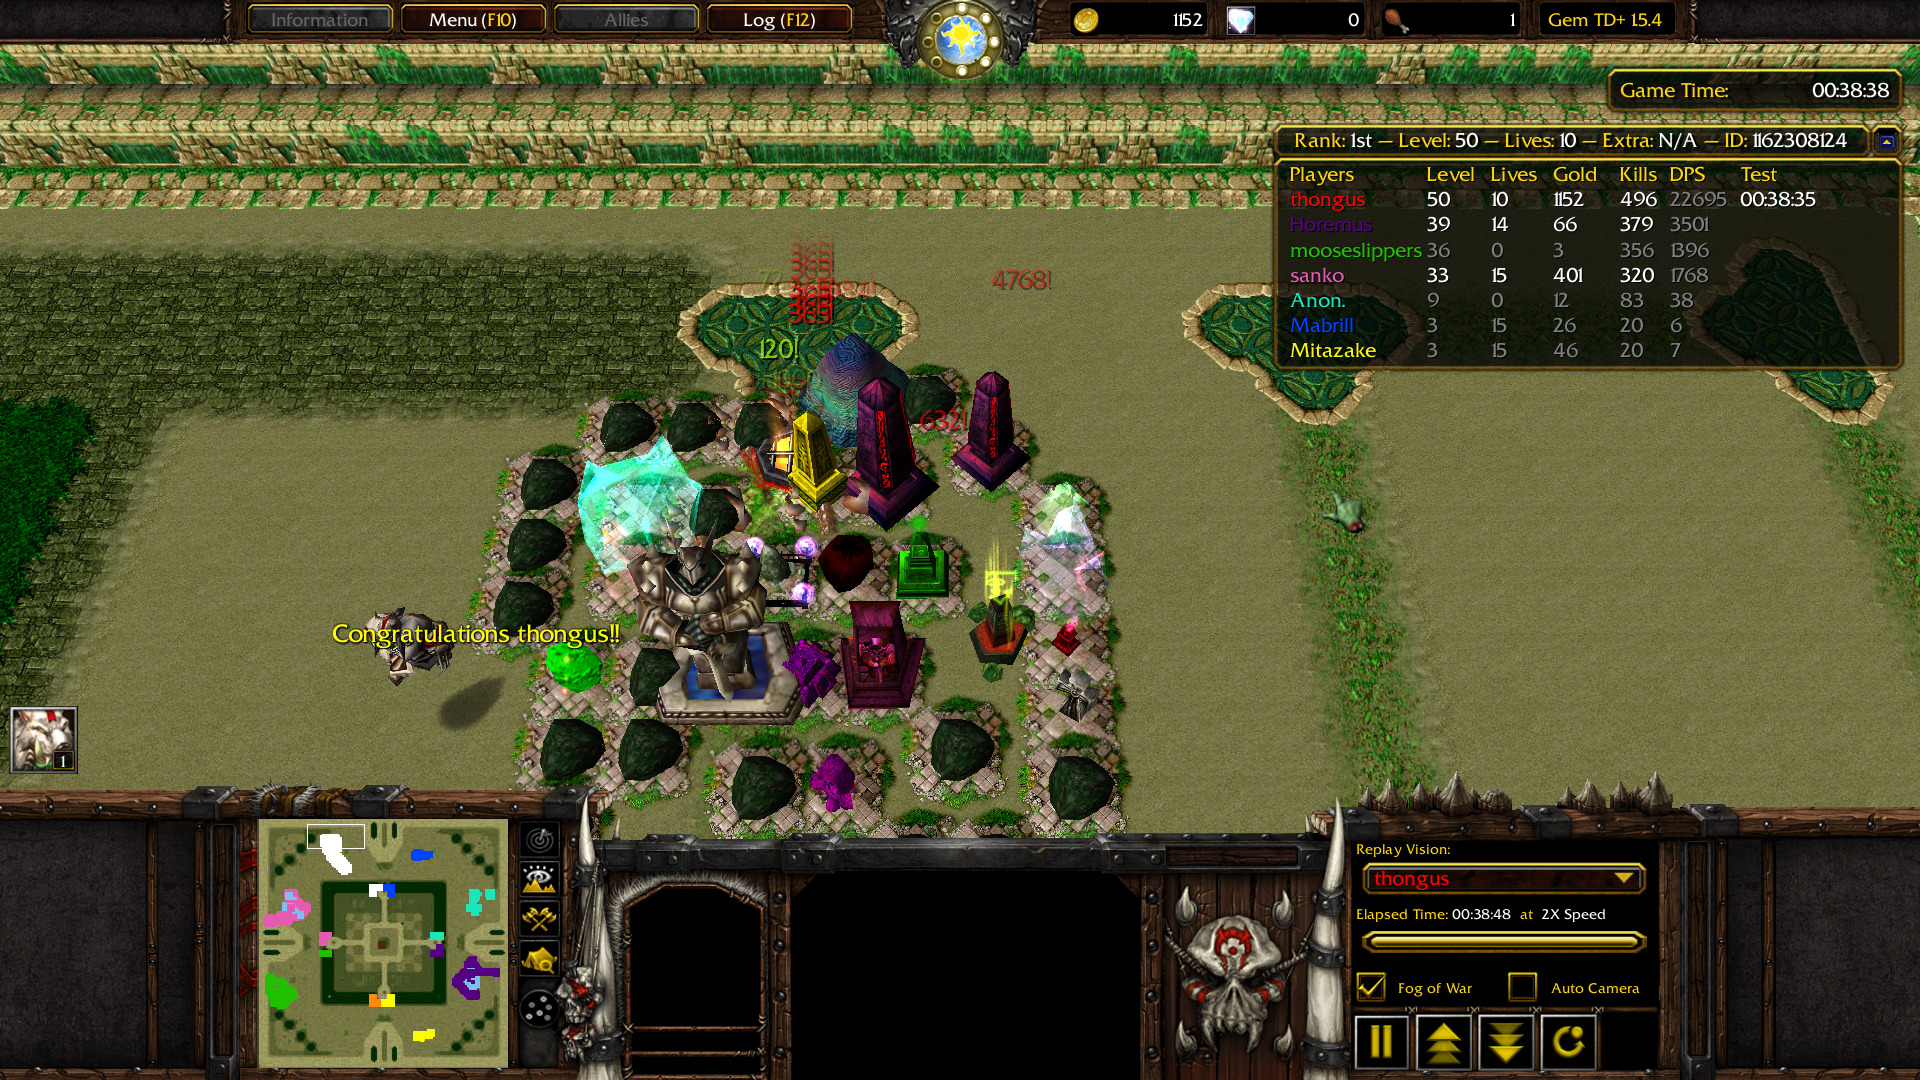 Information Menu (F10) Allies Log (F12) 1152 0 1 Gem TD+ 1.5.4
Game Time: 00:38:38
Rank: 1st — Level: 50 — Lives: 10 — Extra: N/A — ID: 1162308124
Players Level Lives Gold Kills DPS Test
thongus 50 10 1152 496 22695 00:38:35
Horemus 39 14 66 379 3501
mooseslippers 36 0 3 356 1396
sanko 33 15 401 320 1768
Anon. 9 0 12 83 38
Mabrill 3 15 26 20 6
Mitazake 3 15 46 20 7
72
4768!
365!
120!
632!
Congratulations thongus!!
1
Replay Vision:
thongus
Elapsed Time: 00:38:48 at 2X Speed
Fog of War Auto Camera